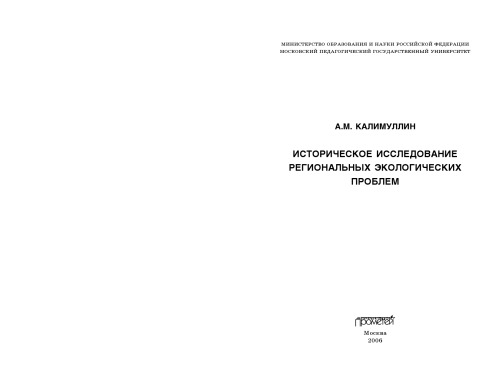 МИНИСТЕРСТВО ОБРАЗОВАНИЯ И НАУКИ РОССИЙСКОЙ ФЕДЕРАЦИИ
МОСКОВСКИЙ ПЕДАГОГИЧЕСКИЙ ГОСУДАРСТВЕННЫЙ УНИВЕРСИТЕТ
А.М. КАЛИМУЛЛИН
ИСТОРИЧЕСКОЕ ИССЛЕДОВАНИЕ
РЕГИОНАЛЬНЫХ ЭКОЛОГИЧЕСКИХ
ПРОБЛЕМ
Прометей
Москва
2006